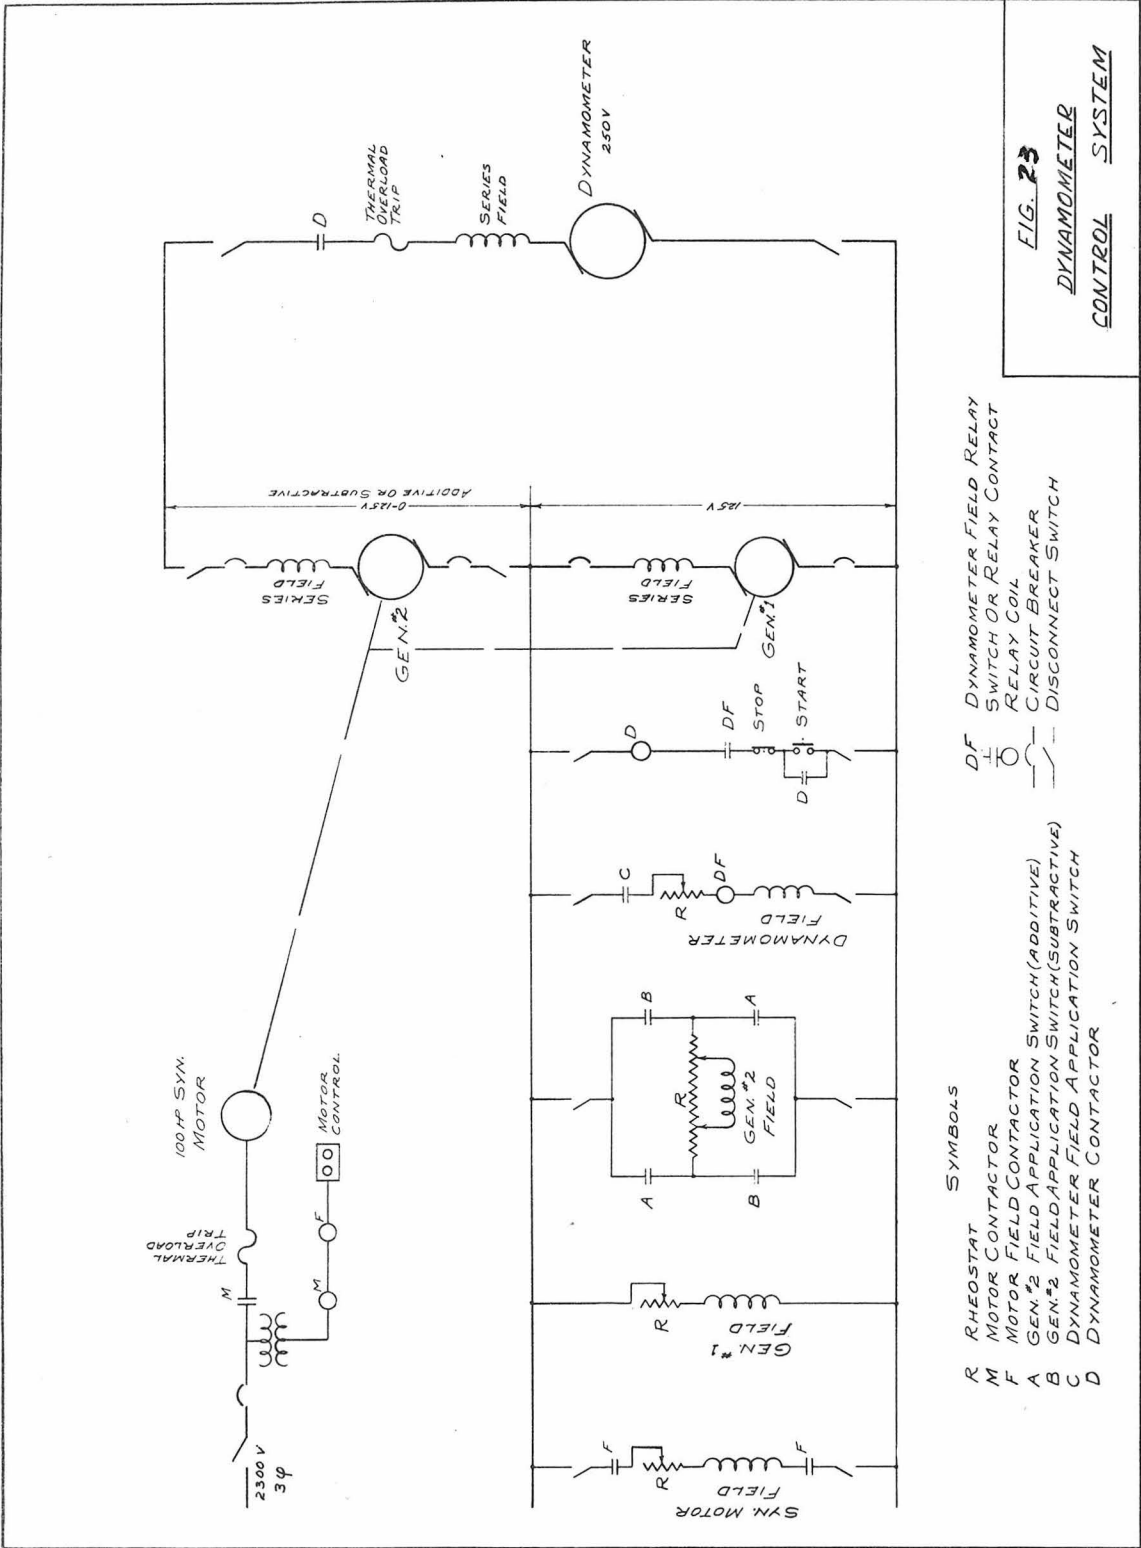 2300 V
3φ
M
THERMAL
OVERLOAD
TRIP
100 HP SYN.
MOTOR
M
F
MOTOR
CONTROL
SERIES
FIELD
GEN. #2
0-125 V
ADDITIVE OR SUBTRACTIVE
SERIES
FIELD
GEN. #1
125 V
D
THERMAL
OVERLOAD
TRIP
SERIES
FIELD
DYNAMOMETER
250V
F
R
F
SYN. MOTOR
FIELD
R
GEN. #1
FIELD
A
B
R
GEN. #2
FIELD
B
A
C
R
DF
DYNAMOMETER
FIELD
D
DF
STOP
D
START
SYMBOLS
R RHEOSTAT
M MOTOR CONTACTOR
F MOTOR FIELD CONTACTOR
A GEN. #2 FIELD APPLICATION SWITCH (ADDITIVE)
B GEN. #2 FIELD APPLICATION SWITCH (SUBTRACTIVE)
C DYNAMOMETER FIELD APPLICATION SWITCH
D DYNAMOMETER CONTACTOR
DF DYNAMOMETER FIELD RELAY
SWITCH OR RELAY CONTACT
RELAY COIL
CIRCUIT BREAKER
DISCONNECT SWITCH
FIG. 23
DYNAMOMETER
CONTROL SYSTEM